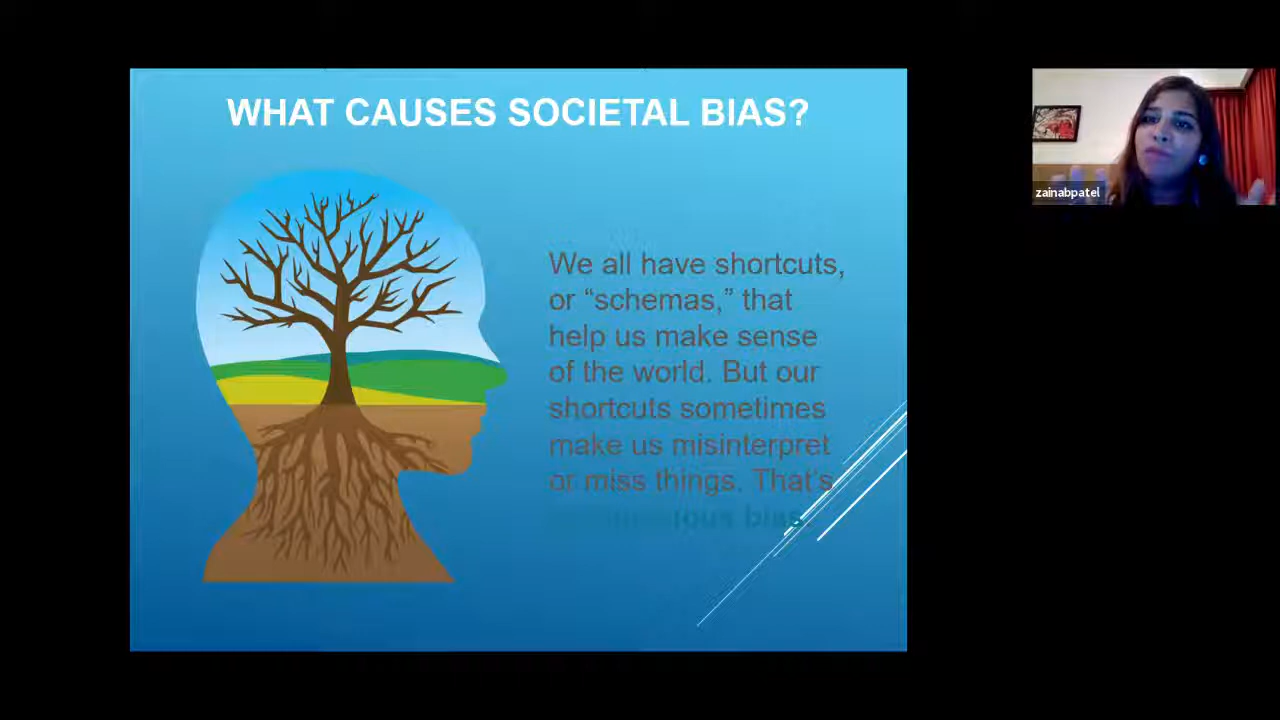 WHAT CAUSES SOCIETAL BIAS?
We all have shortcuts,
or “schemas,” that
help us make sense
of the world. But our
shortcuts sometimes
make us misinterpret
or miss things. That’s
bias.
zainabpatel